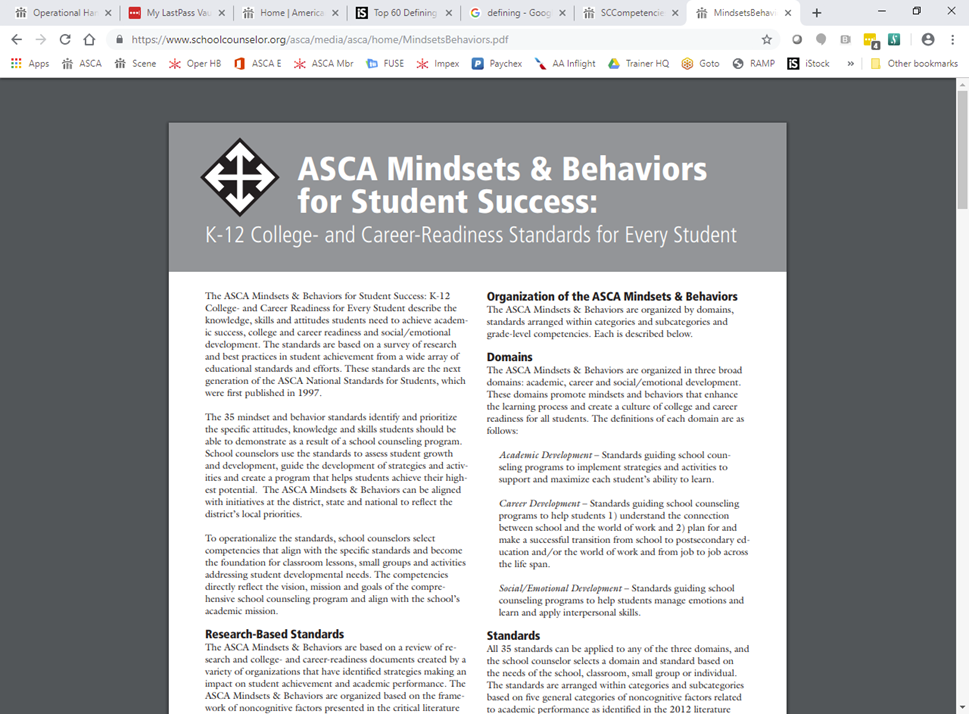 Operational Har
My LastPass Vau
Home | America
Top 60 Defining
defining - Goog
SCCompetencie
MindsetsBehavi
https://www.schoolcounselor.org/asca/media/asca/home/MindsetsBehaviors.pdf
4
Apps
ASCA
Scene
Oper HB
ASCA E
ASCA Mbr
FUSE
Impex
Paychex
AA Inflight
Trainer HQ
Goto
RAMP
iStock
Other bookmarks
ASCA Mindsets & Behaviors
for Student Success:
K-12 College- and Career-Readiness Standards for Every Student
The ASCA Mindsets & Behaviors for Student Success: K-12
College- and Career Readiness for Every Student describe the
knowledge, skills and attitudes students need to achieve academ-
ic success, college and career readiness and social/emotional
development. The standards are based on a survey of research
and best practices in student achievement from a wide array of
educational standards and efforts. These standards are the next
generation of the ASCA National Standards for Students, which
were first published in 1997.
The 35 mindset and behavior standards identify and prioritize
the specific attitudes, knowledge and skills students should be
able to demonstrate as a result of a school counseling program.
School counselors use the standards to assess student growth
and development, guide the development of strategies and activ-
ities and create a program that helps students achieve their high-
est potential. The ASCA Mindsets & Behaviors can be aligned
with initiatives at the district, state and national to reflect the
district's local priorities.
To operationalize the standards, school counselors select
competencies that align with the specific standards and become
the foundation for classroom lessons, small groups and activities
addressing student developmental needs. The competencies
directly reflect the vision, mission and goals of the compre-
hensive school counseling program and align with the school's
academic mission.
Research-Based Standards
The ASCA Mindsets & Behaviors are based on a review of re-
search and college- and career-readiness documents created by a
variety of organizations that have identified strategies making an
impact on student achievement and academic performance. The
ASCA Mindsets & Behaviors are organized based on the frame-
work of noncognitive factors presented in the critical literature
Organization of the ASCA Mindsets & Behaviors
The ASCA Mindsets & Behaviors are organized by domains,
standards arranged within categories and subcategories and
grade-level competencies. Each is described below.
Domains
The ASCA Mindsets & Behaviors are organized in three broad
domains: academic, career and social/emotional development.
These domains promote mindsets and behaviors that enhance
the learning process and create a culture of college and career
readiness for all students. The definitions of each domain are as
follows:
Academic Development – Standards guiding school coun-
seling programs to implement strategies and activities to
support and maximize each student's ability to learn.
Career Development – Standards guiding school counseling
programs to help students 1) understand the connection
between school and the world of work and 2) plan for and
make a successful transition from school to postsecondary ed-
ucation and/or the world of work and from job to job across
the life span.
Social/Emotional Development – Standards guiding school
counseling programs to help students manage emotions and
learn and apply interpersonal skills.
Standards
All 35 standards can be applied to any of the three domains, and
the school counselor selects a domain and standard based on
the needs of the school, classroom, small group or individual.
The standards are arranged within categories and subcategories
based on five general categories of noncognitive factors related
to academic performance as identified in the 2012 literature